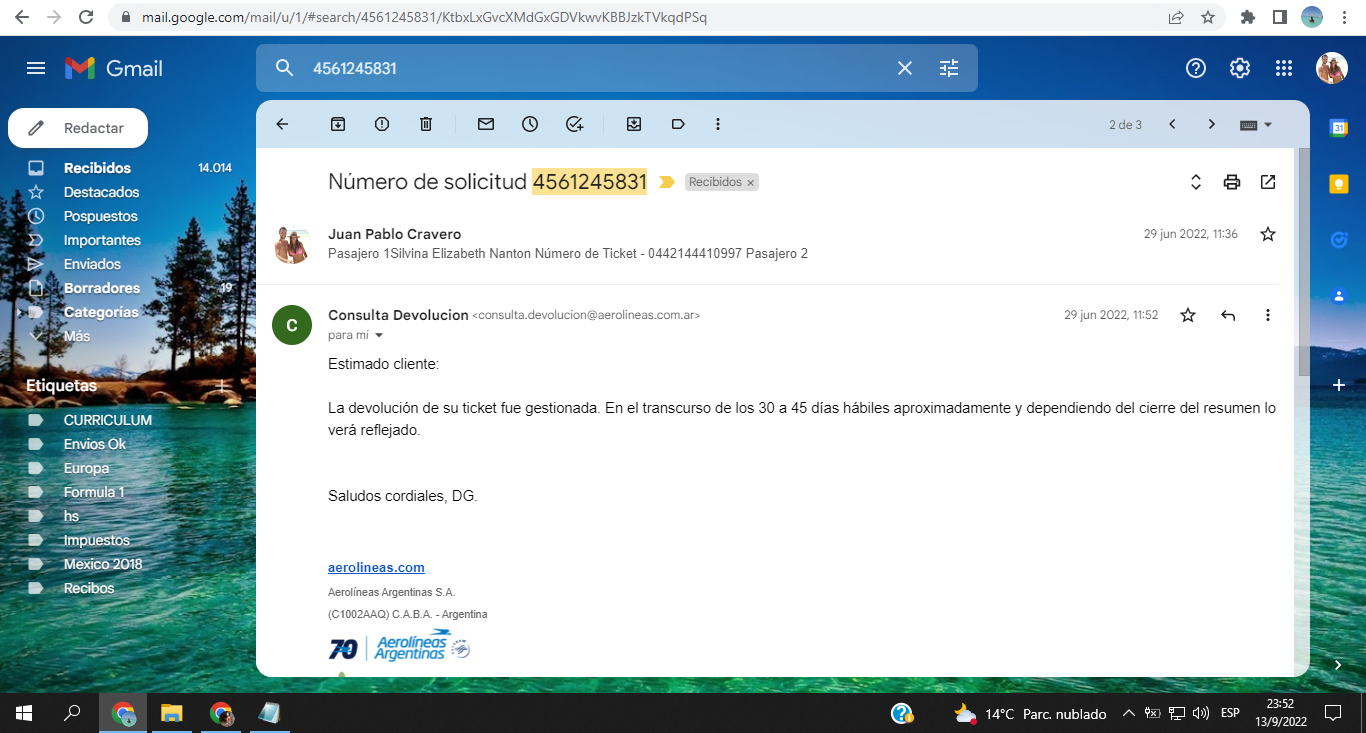 mail.google.com/mail/u/1/#search/4561245831/KtbxLxGvcXMdGxGDVkwvKBBJzkTVkqdPSq
Gmail
4561245831
Redactar
2 de 3
Recibidos 14.014
Destacados
Pospuestos
Importantes
Enviados
Borradores 19
Categorías
Más
Etiquetas
CURRICULUM
Envios Ok
Europa
Formula 1
hs
Impuestos
Mexico 2018
Recibos
Número de solicitud 4561245831
Recibidos ×
Juan Pablo Cravero
29 jun 2022, 11:36
Pasajero 1Silvina Elizabeth Nanton Número de Ticket - 0442144410997 Pasajero 2
C
Consulta Devolucion <consulta.devolucion@aerolineas.com.ar>
29 jun 2022, 11:52
para mí
Estimado cliente:
La devolución de su ticket fue gestionada. En el transcurso de los 30 a 45 días hábiles aproximadamente y dependiendo del cierre del resumen lo
verá reflejado.
Saludos cordiales, DG.
aerolineas.com
Aerolíneas Argentinas S.A.
(C1002AAQ) C.A.B.A. - Argentina
70 Aerolíneas
Argentinas
31
14°C Parc. nublado
ESP
23:52
13/9/2022